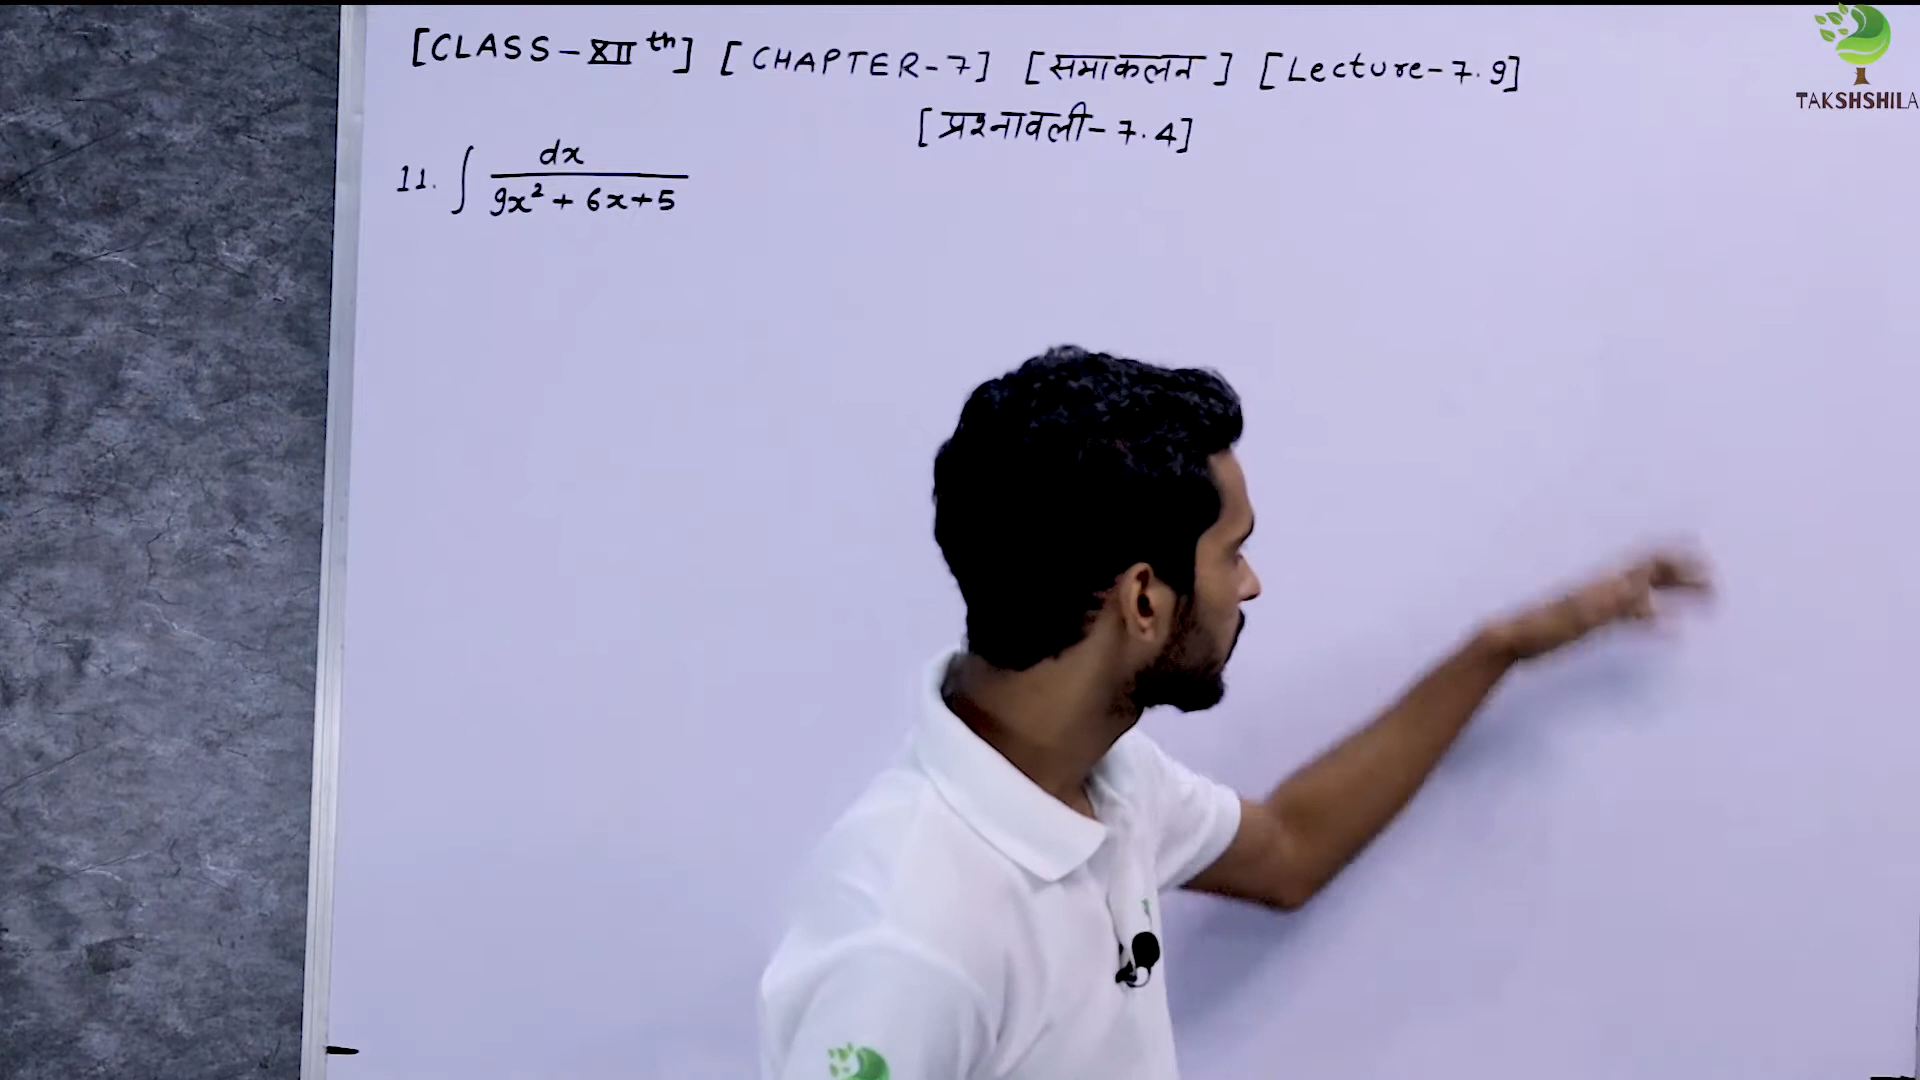 [CLASS-XII th] [CHAPTER-7] [समाकलन] [Lecture-7.9]
[प्रश्नावली-7.4]
11. ∫ dx / 9x² + 6x+5
TAKSHSHILA